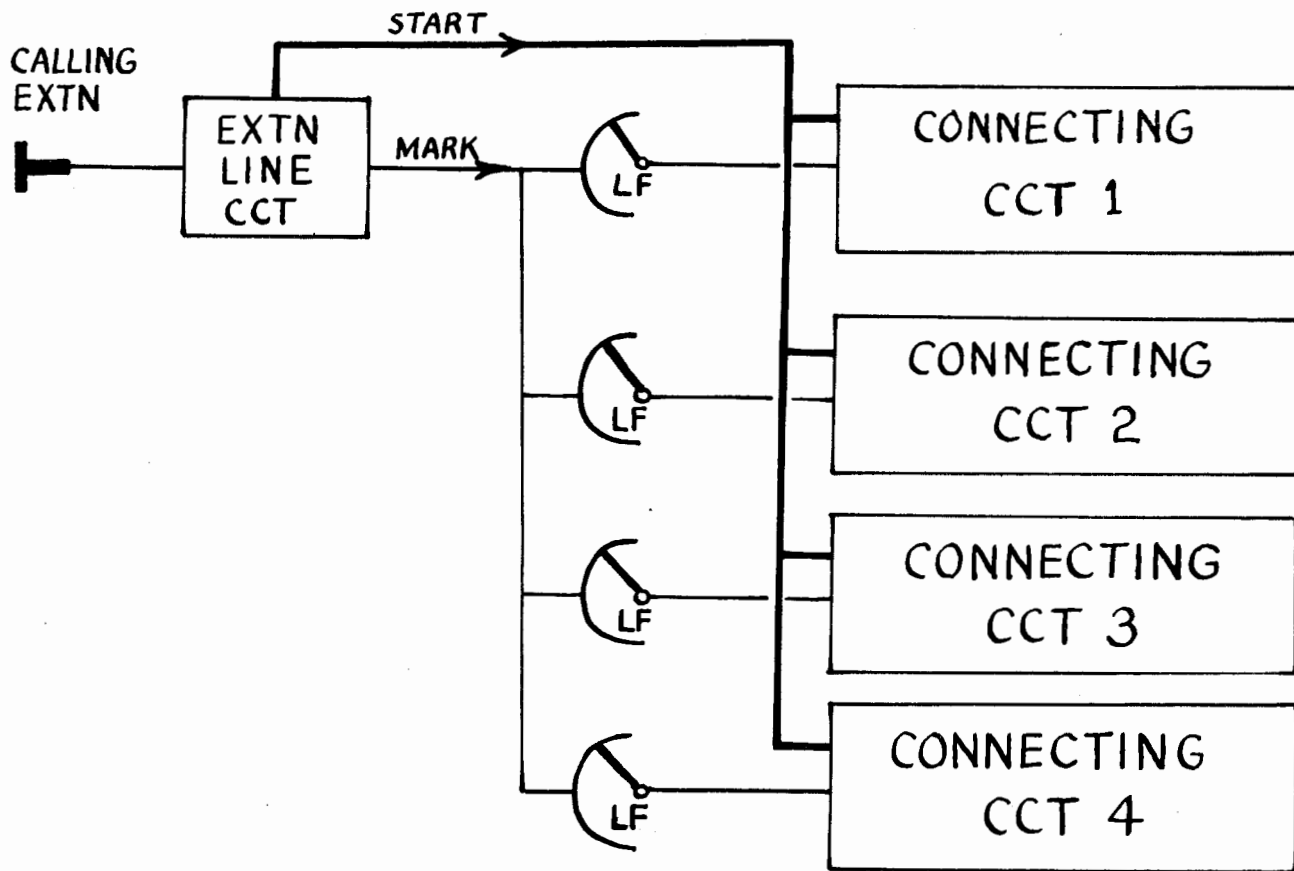 START
CALLING
EXTN
EXTN
LINE
CCT
MARK
LF
CONNECTING
CCT 1
LF
CONNECTING
CCT 2
LF
CONNECTING
CCT 3
LF
CONNECTING
CCT 4